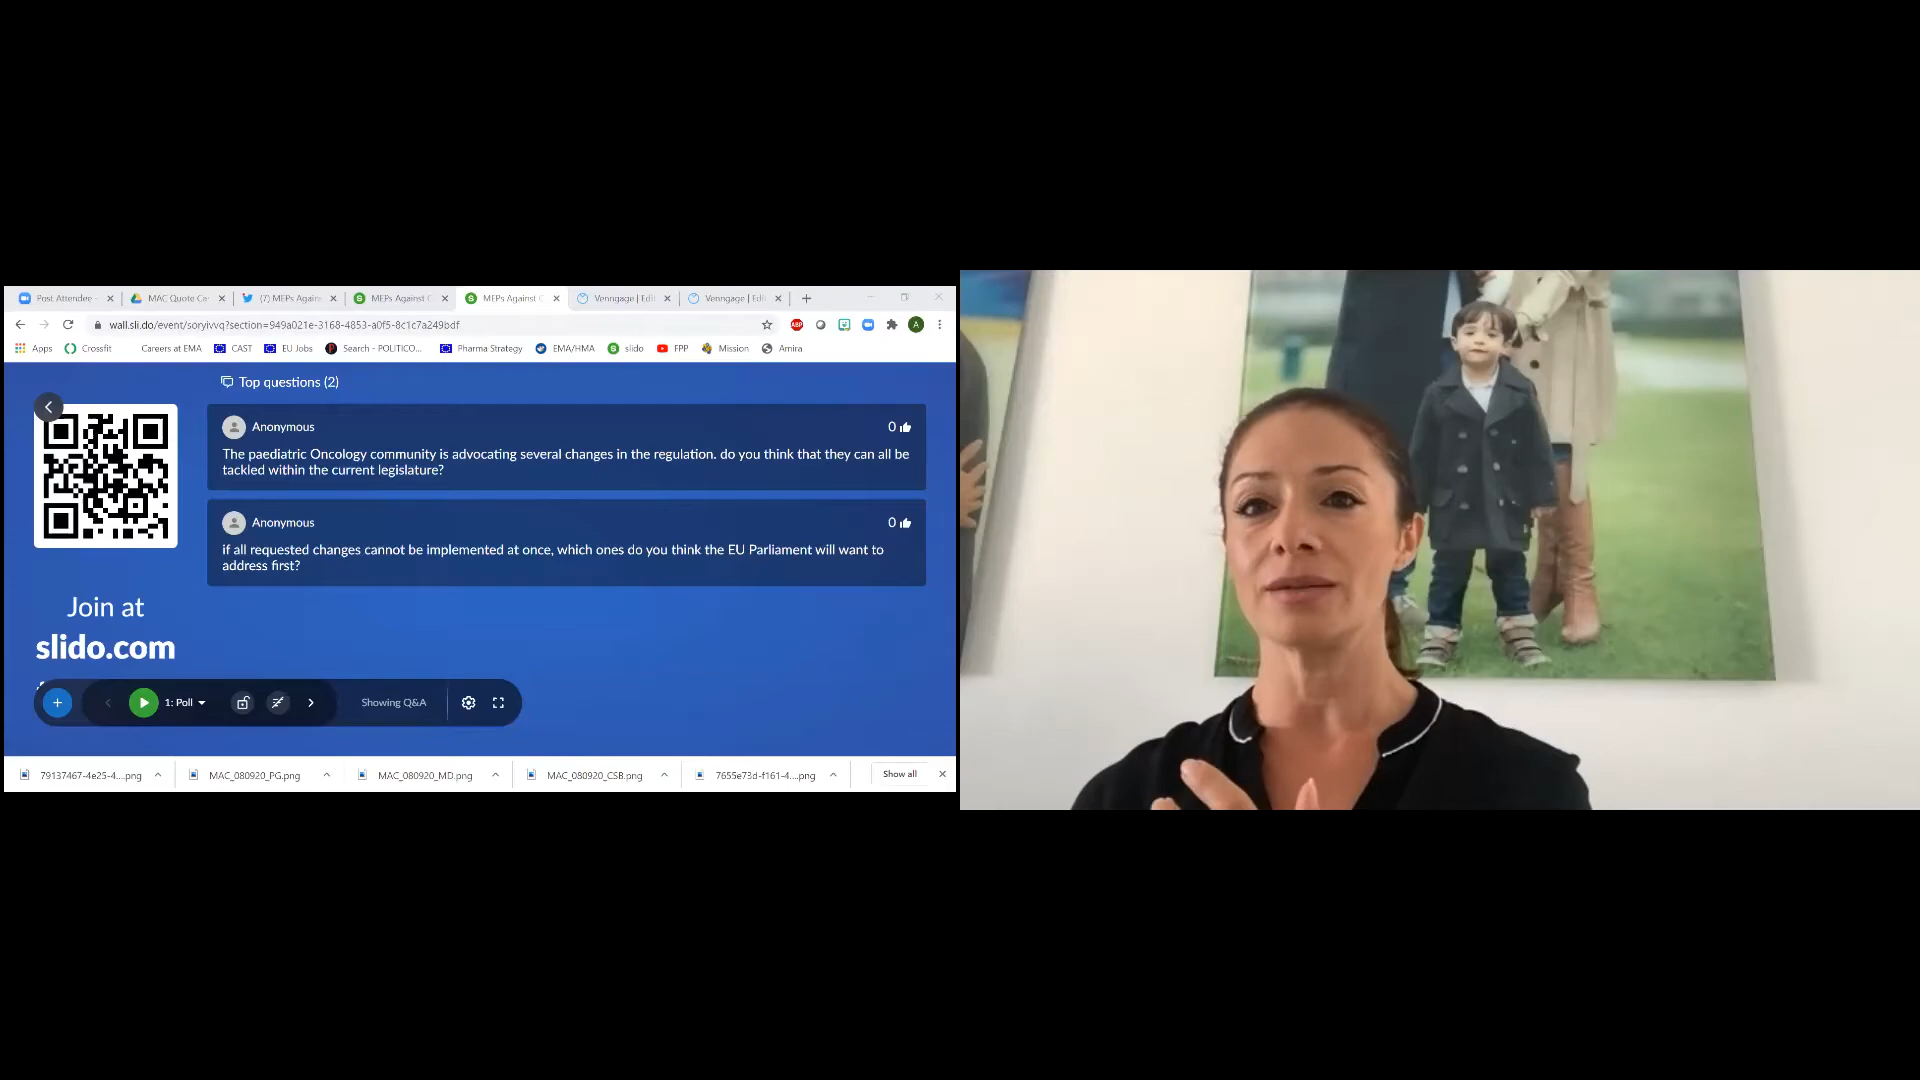 Post Attendee -
MAC Quote Ca
(7) MEPs Again
MEPs Against C
MEPs Against C
Venngage | Edit
Venngage | Edit
wall.sli.do/event/soryivvq?section=949a021e-3168-4853-a0f5-8c1c7a249bdf
ABP
A
Apps
Crossfit
Careers at EMA
CAST
EU Jobs
Search - POLITICO...
Pharma Strategy
EMA/HMA
slido
FPP
Mission
Amira
Top questions (2)
Anonymous
0
The paediatric Oncology community is advocating several changes in the regulation. do you think that they can all be
tackled within the current legislature?
Anonymous
0
if all requested changes cannot be implemented at once, which ones do you think the EU Parliament will want to
address first?
Join at
slido.com
1: Poll
Showing Q&A
79137467-4e25-4....png
MAC_080920_PG.png
MAC_080920_MD.png
MAC_080920_CSB.png
7655e73d-f161-4....png
Show all